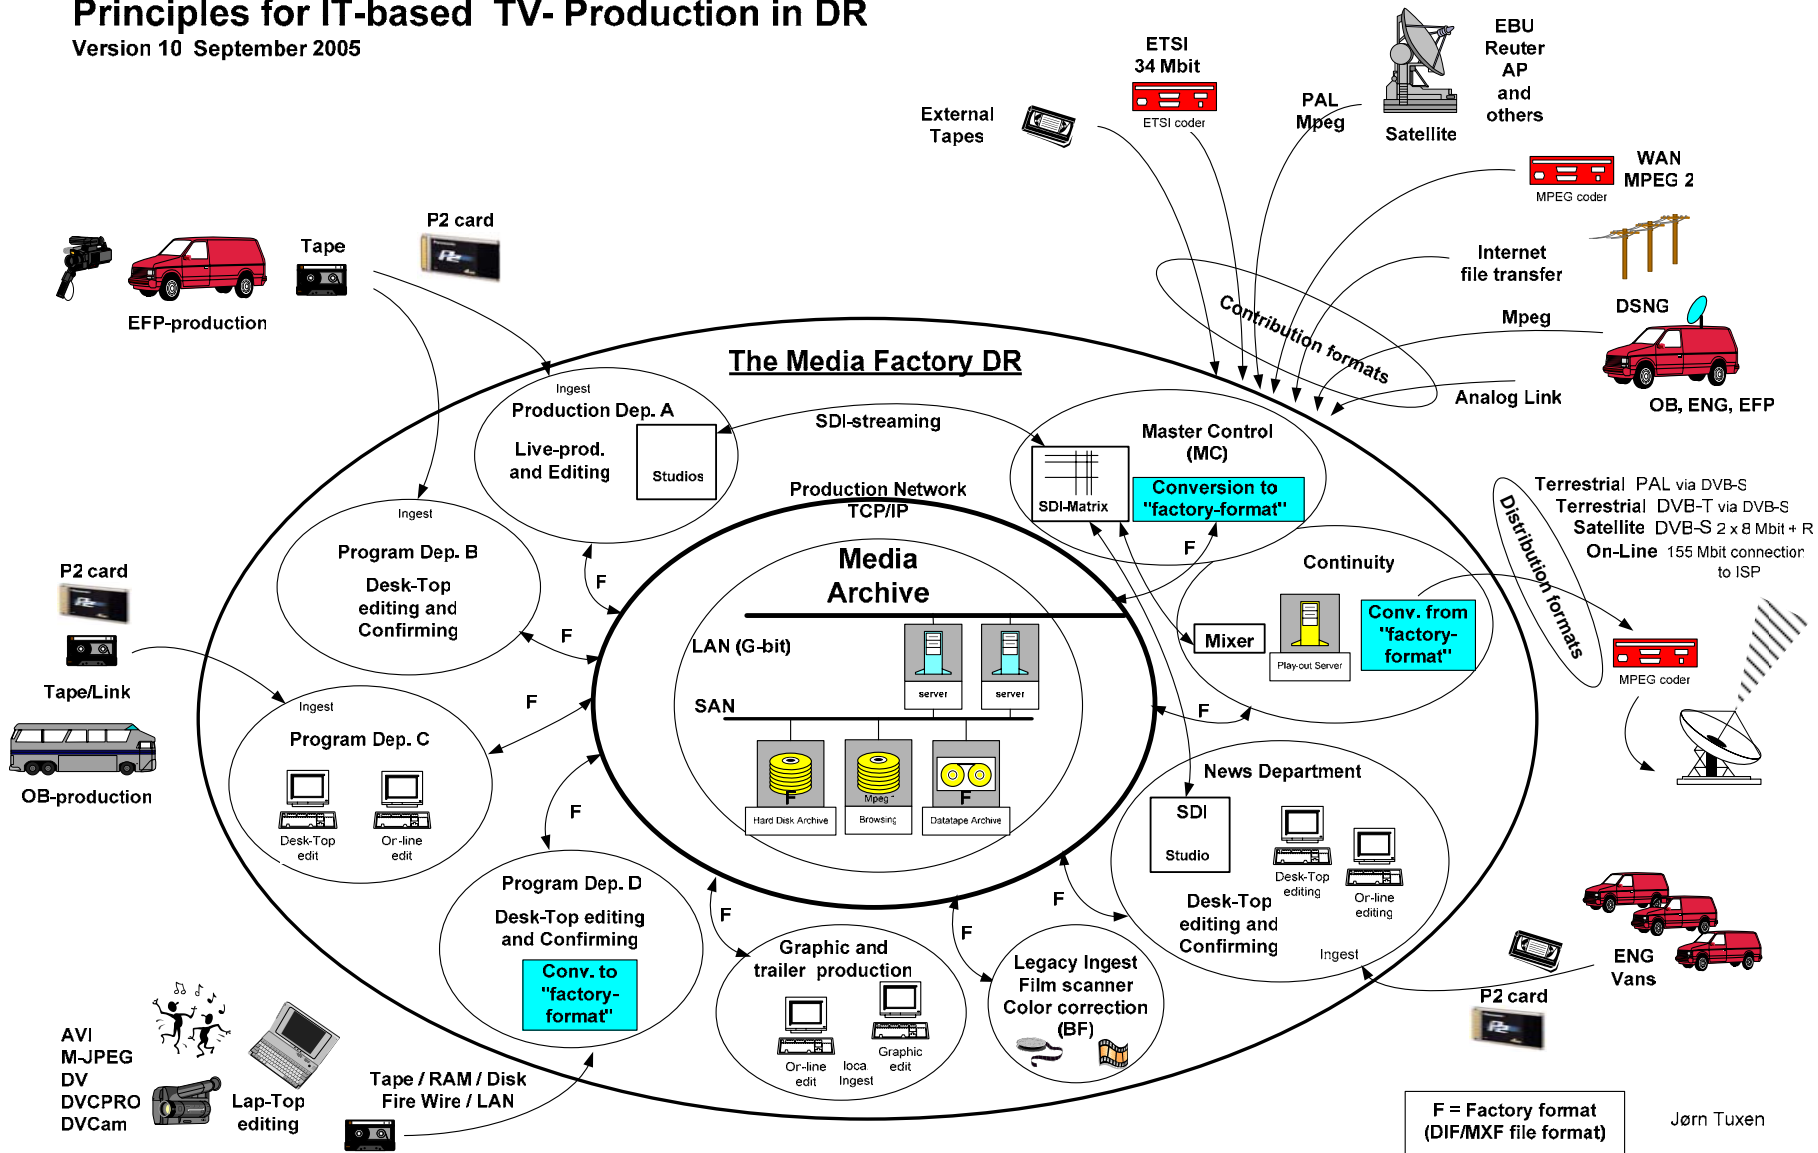 Principles for IT-based TV- Production in DR
Version 10 September 2005
ETSI
34 Mbit
ETSI coder
External
Tapes
PAL
Mpeg
Satellite
EBU
Reuter
AP
and
others
WAN
MPEG 2
MPEG coder
Internet
file transfer
DSNG
Mpeg
Analog Link
OB, ENG, EFP
Contribution formats
P2 card
Tape
EFP-production
The Media Factory DR
Ingest
Production Dep. A
Live-prod.
and Editing
Studios
SDI-streaming
Master Control
(MC)
SDI-Matrix
Conversion to
"factory-format"
Production Network
TCP/IP
F
Ingest
Program Dep. B
Desk-Top
editing and
Confirming
F
F
Media
Archive
LAN (G-bit)
server
server
SAN
F
Hard Disk Archive
Mpeg
Browsing
F
Datatape Archive
Continuity
Mixer
Play-out Server
Conv. from
"factory-
format"
F
Distribution formats
Terrestrial PAL via DVB-S
Terrestrial DVB-T via DVB-S
Satellite DVB-S 2 x 8 Mbit + R
On-Line 155 Mbit connection
to ISP
MPEG coder
P2 card
Tape/Link
OB-production
Ingest
Program Dep. C
Desk-Top
edit
On-line
edit
F
F
Program Dep. D
Desk-Top editing
and Confirming
Conv. to
"factory-
format"
F
Graphic and
trailer production
On-line
edit
local
Ingest
Graphic
edit
F
Legacy Ingest
Film scanner
Color correction
(BF)
F
News Department
SDI
Studio
Desk-Top
editing
On-line
editing
Desk-Top
editing and
Confirming
Ingest
ENG
Vans
P2 card
AVI
M-JPEG
DV
DVCPRO
DVCam
Lap-Top
editing
Tape / RAM / Disk
Fire Wire / LAN
F = Factory format
(DIF/MXF file format)
Jørn Tuxen